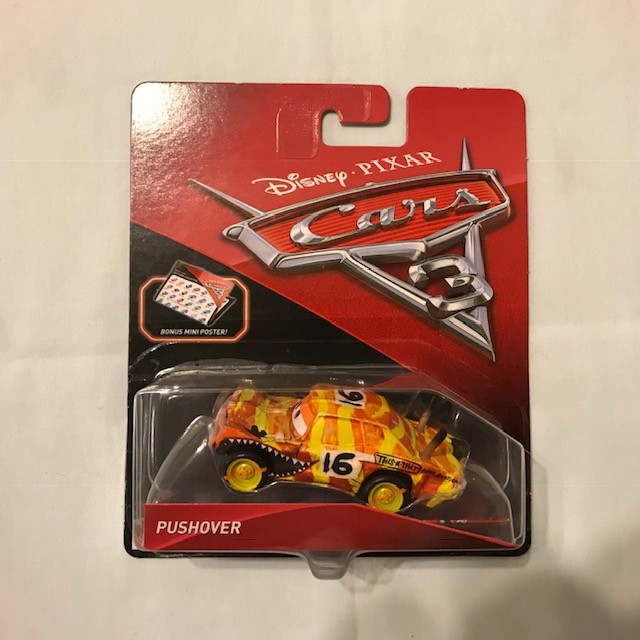 Disney · PIXAR
Cars
3
BONUS MINI POSTER!
16
16
PUSHOVER